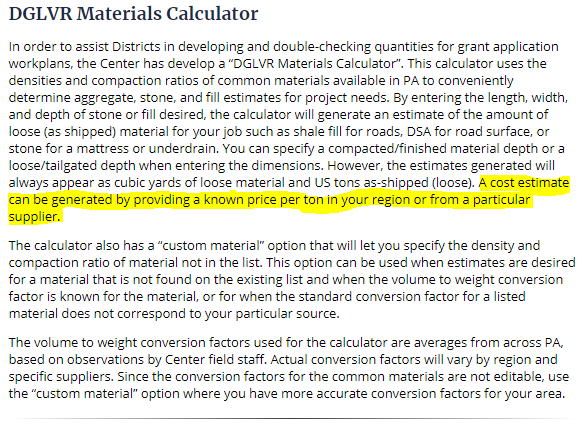 DGLVR Materials Calculator
In order to assist Districts in developing and double-checking quantities for grant application
workplans, the Center has develop a “DGLVR Materials Calculator”. This calculator uses the
densities and compaction ratios of common materials available in PA to conveniently
determine aggregate, stone, and fill estimates for project needs. By entering the length, width,
and depth of stone or fill desired, the calculator will generate an estimate of the amount of
loose (as shipped) material for your job such as shale fill for roads, DSA for road surface, or
stone for a mattress or underdrain. You can specify a compacted/finished material depth or a
loose/tailgated depth when entering the dimensions. However, the estimates generated will
always appear as cubic yards of loose material and US tons as-shipped (loose). A cost estimate
can be generated by providing a known price per ton in your region or from a particular
supplier.
The calculator also has a “custom material” option that will let you specify the density and
compaction ratio of material not in the list. This option can be used when estimates are desired
for a material that is not found on the existing list and when the volume to weight conversion
factor is known for the material, or for when the standard conversion factor for a listed
material does not correspond to your particular source.
The volume to weight conversion factors used for the calculator are averages from across PA,
based on observations by Center field staff. Actual conversion factors will vary by region and
specific suppliers. Since the conversion factors for the common materials are not editable, use
the “custom material” option where you have more accurate conversion factors for your area.